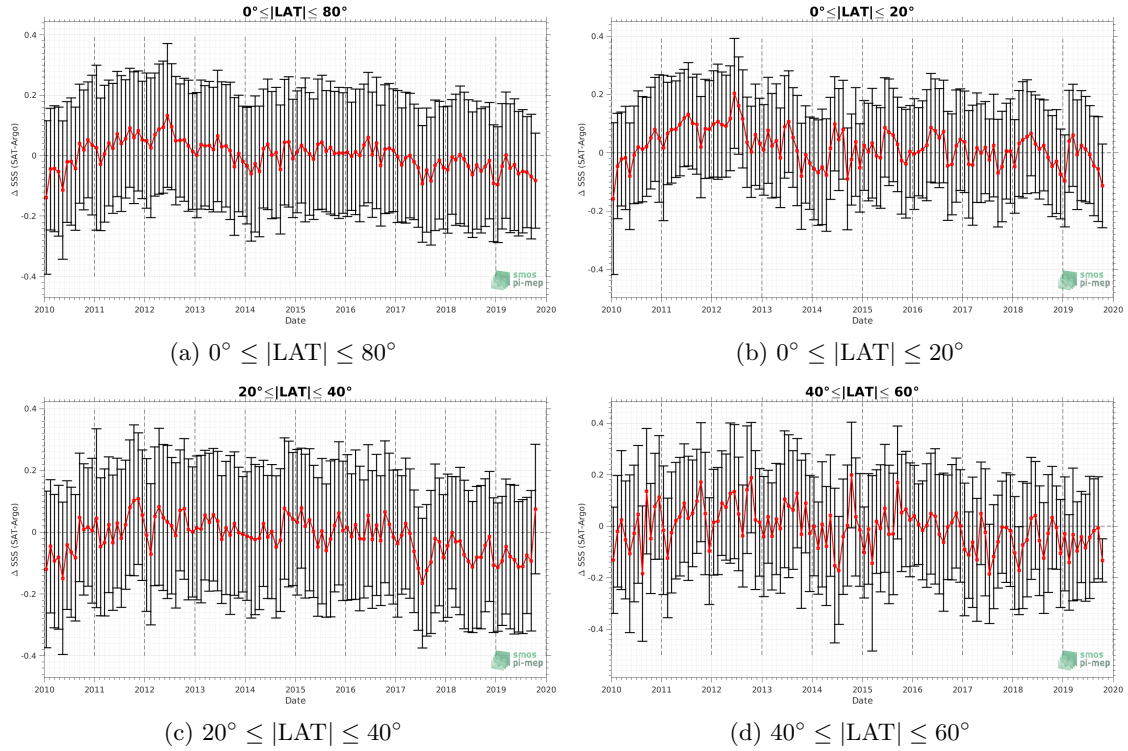 0°≤|LAT|≤ 80°
Δ SSS (SAT-Argo)
0.4
0.2
0
-0.2
-0.4
2010 2011 2012 2013 2014 2015 2016 2017 2018 2019 2020
Date
smos
pi-mep
(a) 0° ≤ |LAT| ≤ 80°
0°≤|LAT|≤ 20°
Δ SSS (SAT-Argo)
0.4
0.2
0
-0.2
-0.4
2010 2011 2012 2013 2014 2015 2016 2017 2018 2019 2020
Date
smos
pi-mep
(b) 0° ≤ |LAT| ≤ 20°
20°≤|LAT|≤ 40°
Δ SSS (SAT-Argo)
0.4
0.2
0
-0.2
-0.4
2010 2011 2012 2013 2014 2015 2016 2017 2018 2019 2020
Date
smos
pi-mep
(c) 20° ≤ |LAT| ≤ 40°
40°≤|LAT|≤ 60°
Δ SSS (SAT-Argo)
0.4
0.2
0
-0.2
-0.4
2010 2011 2012 2013 2014 2015 2016 2017 2018 2019 2020
Date
smos
pi-mep
(d) 40° ≤ |LAT| ≤ 60°